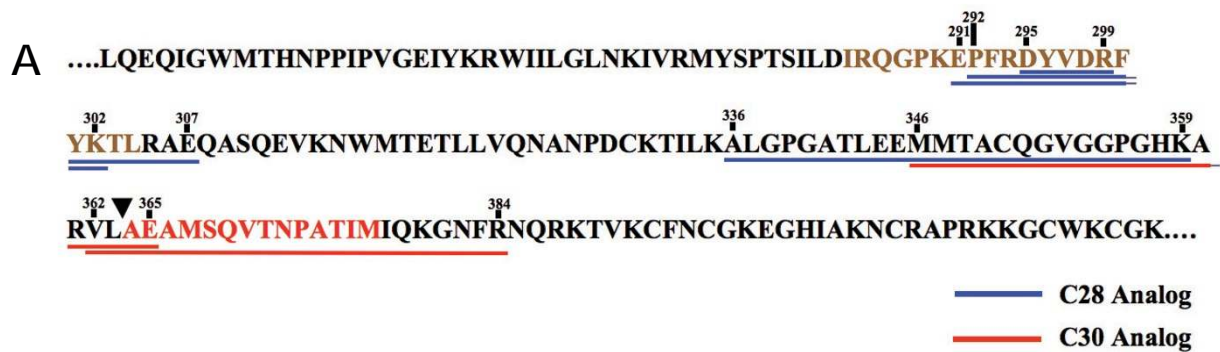 292
291 295 299
A ....LQEQIGWMTHNPPIPVGEIYKRWIILGLNKIVRMYSPTSILDIRQGPKEPFRDYVDRF
302 307 336 346 359
YKTLRAEQASQEVKNWMTETLLVQNANPDCKTILKALGPGATLEEMMTACQGVGGPGHKA
362 365 384
RVLAEAMSQVTNPATIMIQKGNFRNQRKTVKCFNCGKEGHIAKNCRAPRKKGCWKCGK....
C28 Analog
C30 Analog